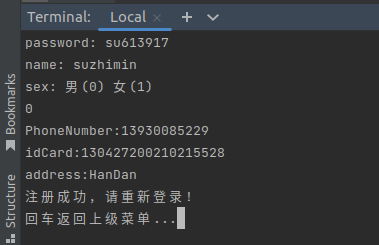 Terminal: Local × + ∨
password: su613917
name: suzhimin
sex: 男(0) 女(1)
0
PhoneNumber:13930085229
idCard:130427200210215528
address:HanDan
注册成功，请重新登录！
回车返回上级菜单...
Bookmarks
Structure